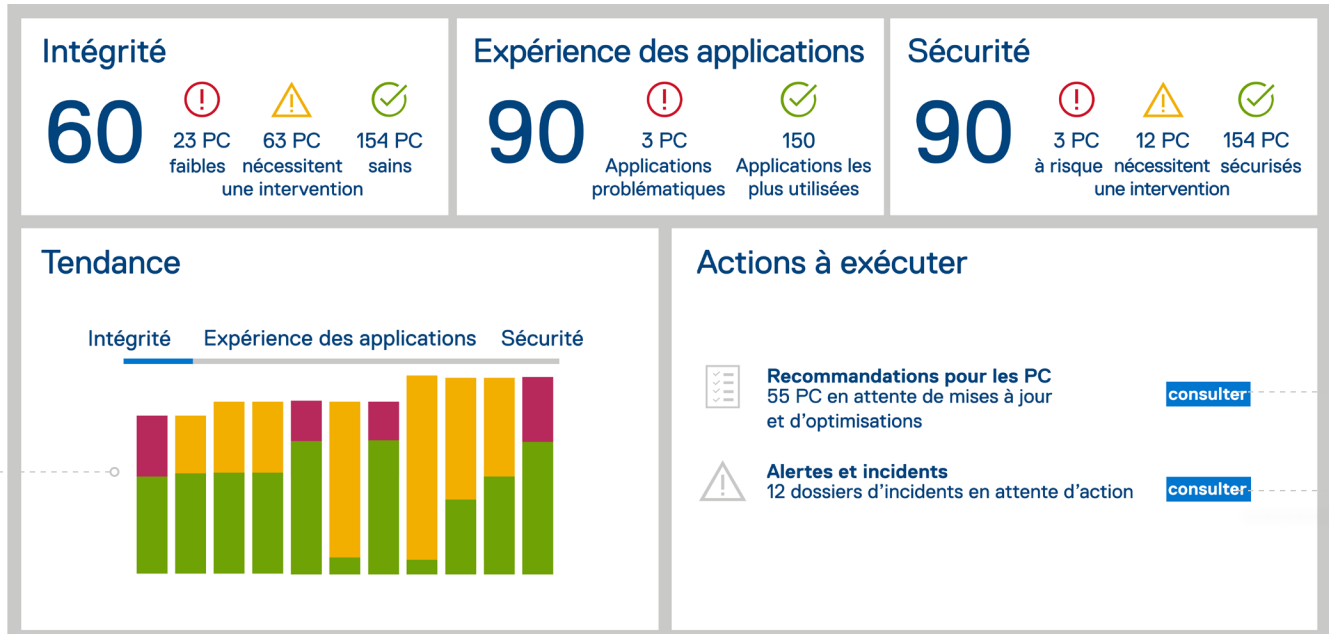 Intégrité
60
23 PC
faibles
63 PC
nécessitent
une intervention
154 PC
sains
Expérience des applications
90
3 PC
Applications
problématiques
150
Applications les
plus utilisées
Sécurité
90
3 PC
à risque
12 PC
nécessitent
une intervention
154 PC
sécurisés
Tendance
Intégrité Expérience des applications Sécurité
Actions à exécuter
Recommandations pour les PC
55 PC en attente de mises à jour
et d'optimisations
consulter
Alertes et incidents
12 dossiers d'incidents en attente d'action
consulter